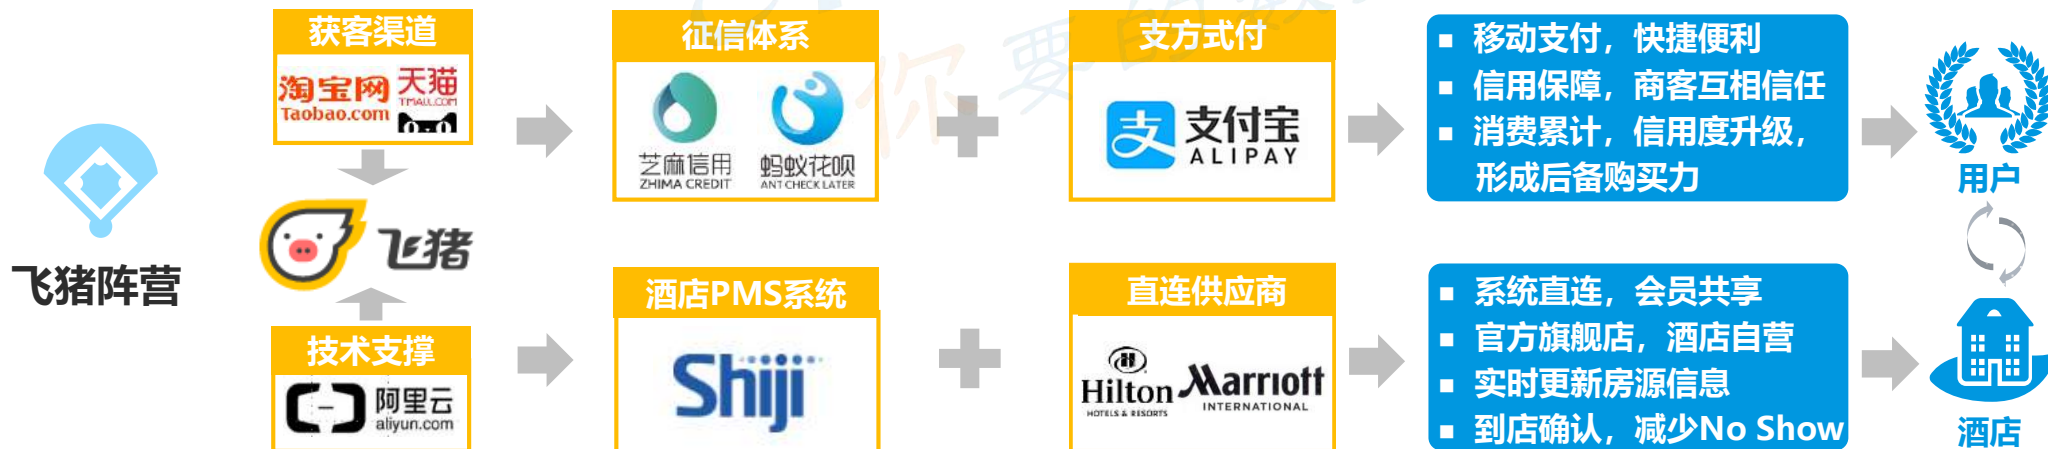 获客渠道
淘宝网
Taobao.com
天猫
TMALL.COM
飞猪
技术支撑
阿里云
aliyun.com
飞猪阵营
征信体系
芝麻信用
ZHIMA CREDIT
蚂蚁花呗
ANT CHECK LATER
支方式付
支付宝
ALIPAY
移动支付，快捷便利
信用保障，商客互相信任
消费累计，信用度升级，
形成后备购买力
用户
酒店PMS系统
Shiji
直连供应商
Hilton
HOTELS & RESORTS
Marriott
INTERNATIONAL
系统直连，会员共享
官方旗舰店，酒店自营
实时更新房源信息
到店确认，减少No Show
酒店
你要的数